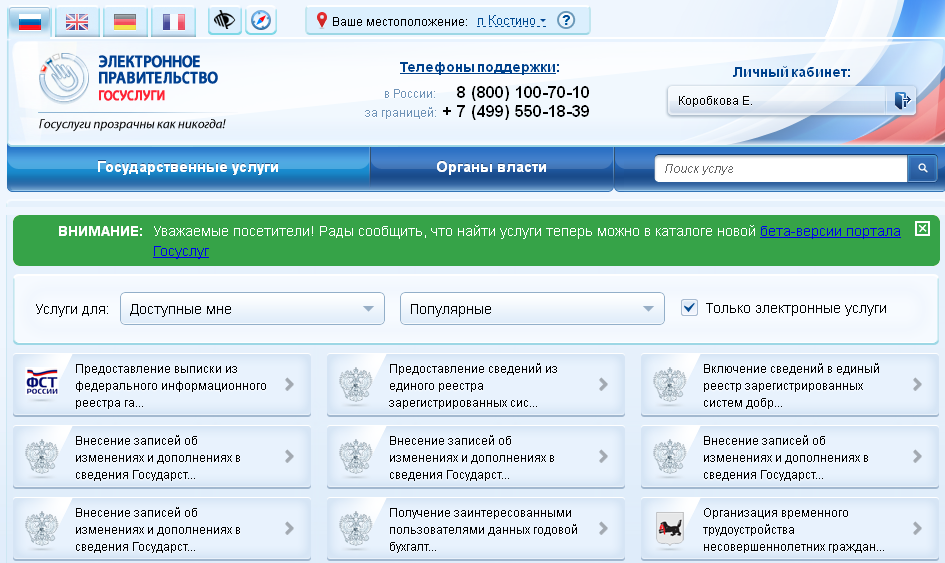 Ваше местоположение: п Костино
?
ЭЛЕКТРОННОЕ
ПРАВИТЕЛЬСТВО
ГОСУСЛУГИ
Госуслуги прозрачны как никогда!
Телефоны поддержки:
в России: 8 (800) 100-70-10
за границей: + 7 (499) 550-18-39
Личный кабинет:
Коробкова Е.
Государственные услуги
Органы власти
Поиск услуг
ВНИМАНИЕ: Уважаемые посетители! Рады сообщить, что найти услуги теперь можно в каталоге новой бета-версии портала
Госуслуг
Услуги для: Доступные мне
Популярные
Только электронные услуги
ФСТ
РОССИИ
Предоставление выписки из
федерального информационного
реестра га...
Предоставление сведений из
единого реестра
зарегистрированных сис...
Включение сведений в единый
реестр зарегистрированных
систем добр...
Внесение записей об
изменениях и дополнениях в
сведения Государст...
Внесение записей об
изменениях и дополнениях в
сведения Государст...
Внесение записей об
изменениях и дополнениях в
сведения Государст...
Внесение записей об
изменениях и дополнениях в
сведения Государст...
Получение заинтересованными
пользователями данных годовой
бухгалт...
Организация временного
трудоустройства
несовершеннолетних граждан...